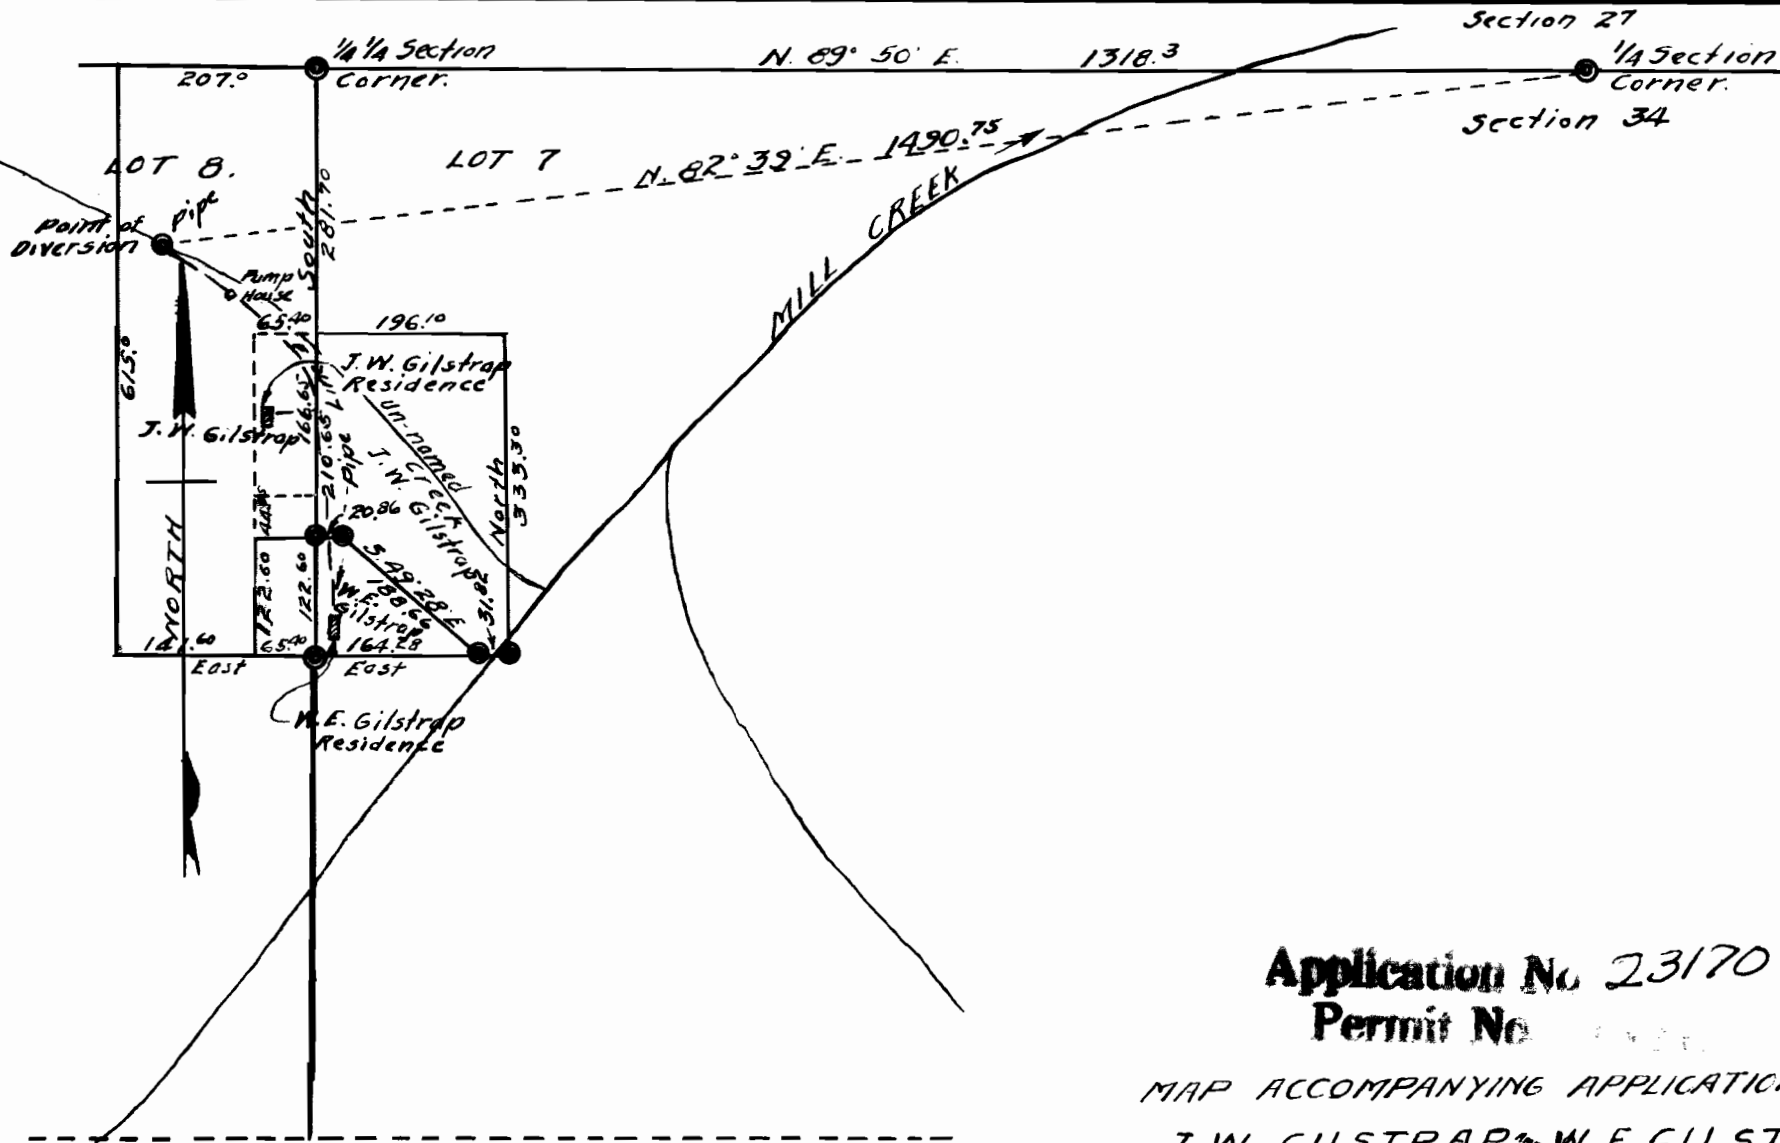 Section 27
1/4 1/4 Section
Corner.
N. 89° 50' E. 1318.3
1/4 Section
Corner.
207.0
Section 34
LOT 8.
LOT 7
N. 82° 39' E. 1490.75
pipe
Point of
Diversion
South
281.70
MILL CREEK
Pump
House
65.40
196.10
615.0
J.W. Gilstrap
Residence
J.W. Gilstrap
166.65
210.65
Pipe Line
un-named
Creek
J.W.
Gilstrap
North
333.30
20.86
NORTH
122.60
122.60
S. 49° 28' E
188.66
W.E.
Gilstrap
31.82
141.60
65.40
164.28
East
East
W.E. Gilstrap
Residence
Application No 23170
Permit No
MAP ACCOMPANYING APPLICATION